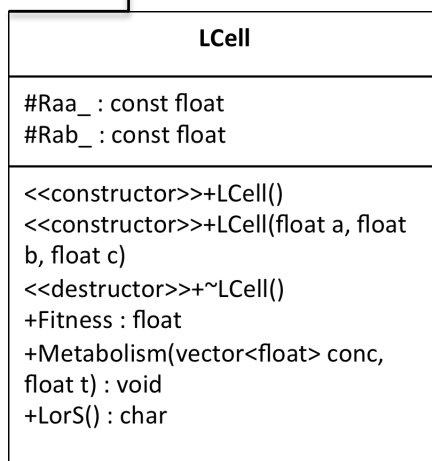 LCell
#Raa_ : const float
#Rab_ : const float
<<constructor>>+LCell()
<<constructor>>+LCell(float a, float
b, float c)
<<destructor>>+~LCell()
+Fitness : float
+Metabolism(vector<float> conc,
float t) : void
+LorS() : char